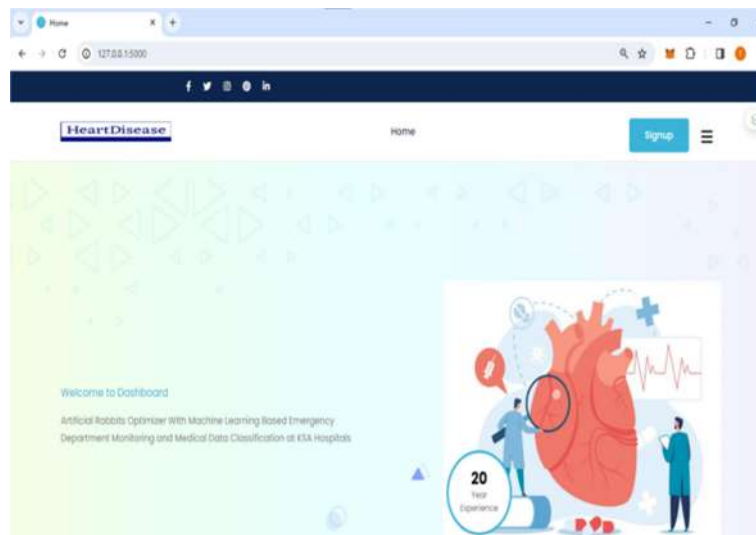 Home
127.0.0.1:5000
HeartDisease
Home
Signup
Welcome to Dashboard
Artificial Rabbits Optimizer With Machine Learning Based Emergency
Department Monitoring and Medical Data Classification at KSA Hospitals
20
Year
Experience